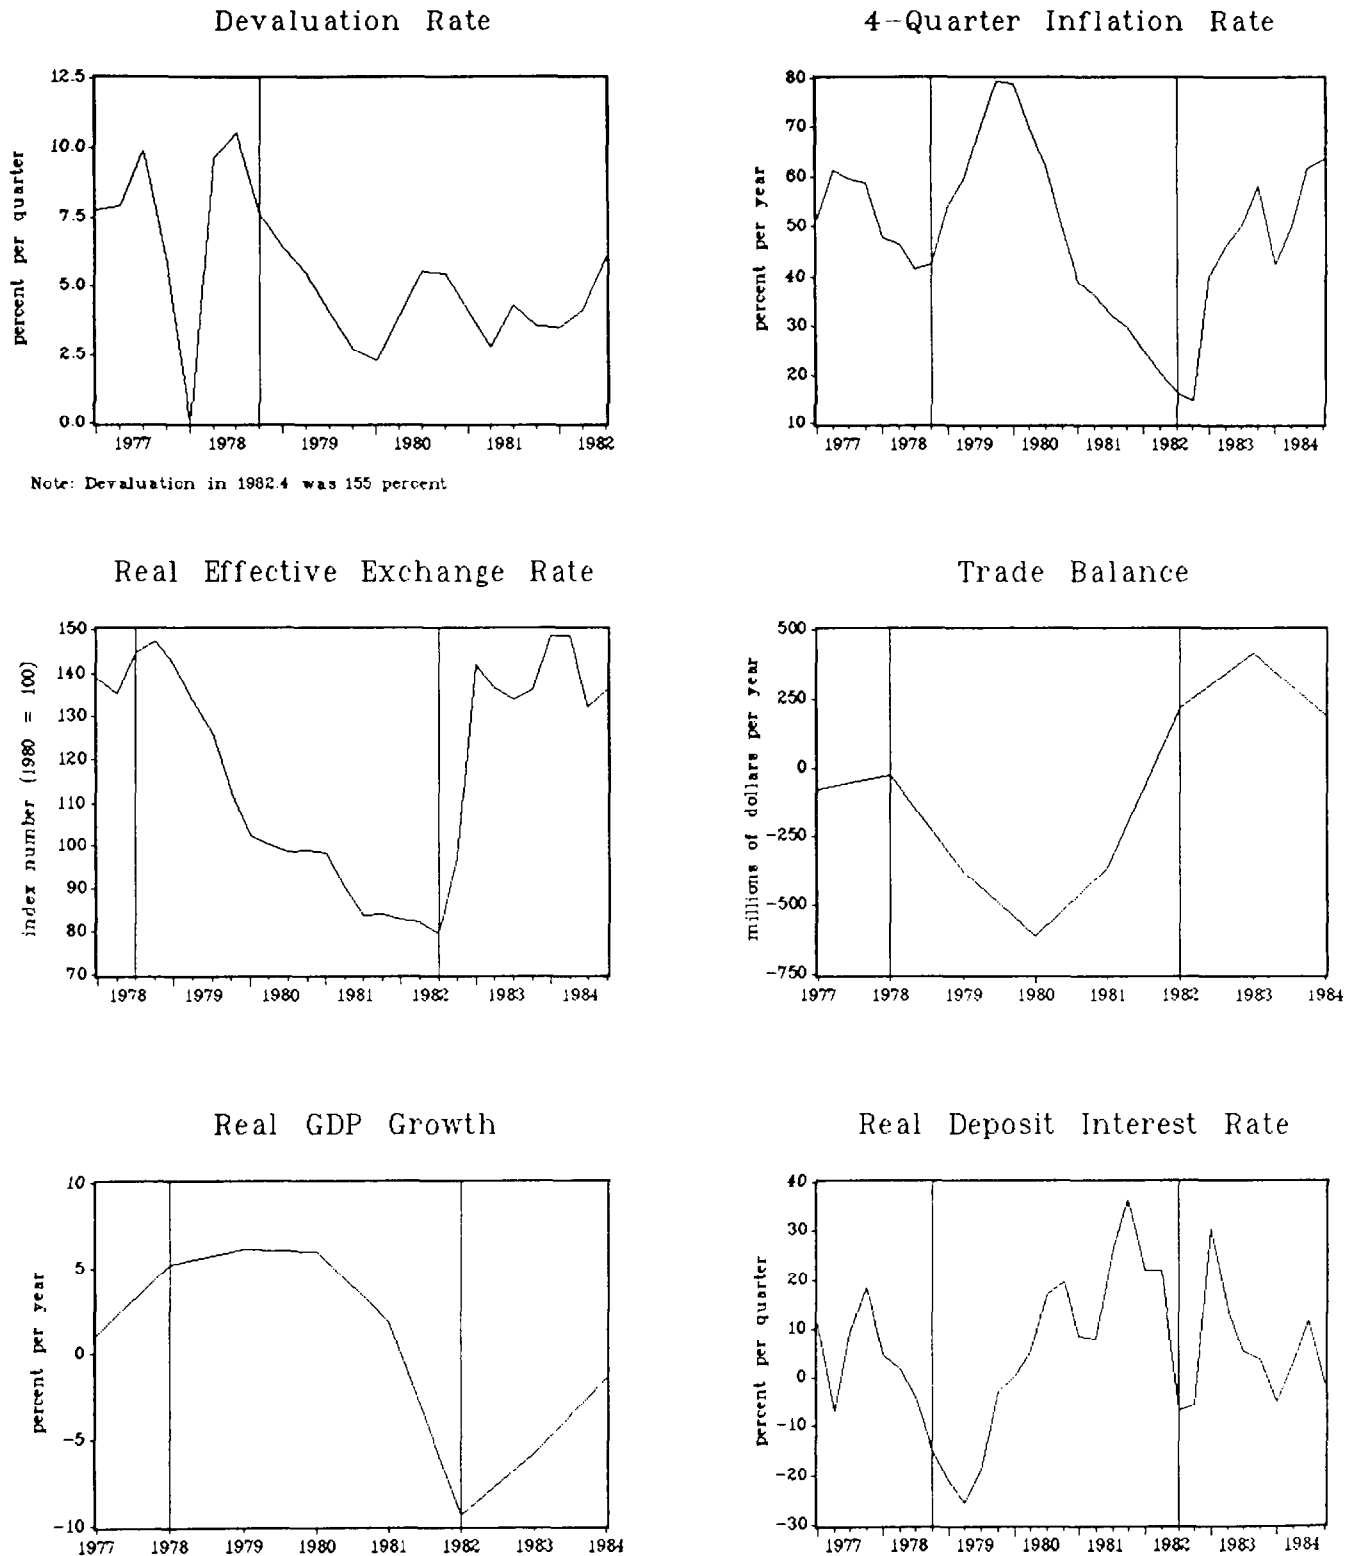 Devaluation Rate
percent per quarter
12.5
10.0
7.5
5.0
2.5
0.0
1977 1978 1979 1980 1981 1982
Note: Devaluation in 1982.4 was 155 percent
4-Quarter Inflation Rate
percent per year
80
70
60
50
40
30
20
10
1977 1978 1979 1980 1981 1982 1983 1984
Real Effective Exchange Rate
index number (1980 = 100)
150
140
130
120
110
100
90
80
70
1978 1979 1980 1981 1982 1983 1984
Trade Balance
millions of dollars per year
500
250
0
-250
-500
-750
1977 1978 1979 1980 1981 1982 1983 1984
Real GDP Growth
percent per year
10
5
0
-5
-10
1977 1978 1979 1980 1981 1982 1983 1984
Real Deposit Interest Rate
percent per quarter
40
30
20
10
0
-10
-20
-30
1977 1978 1979 1980 1981 1982 1983 1984